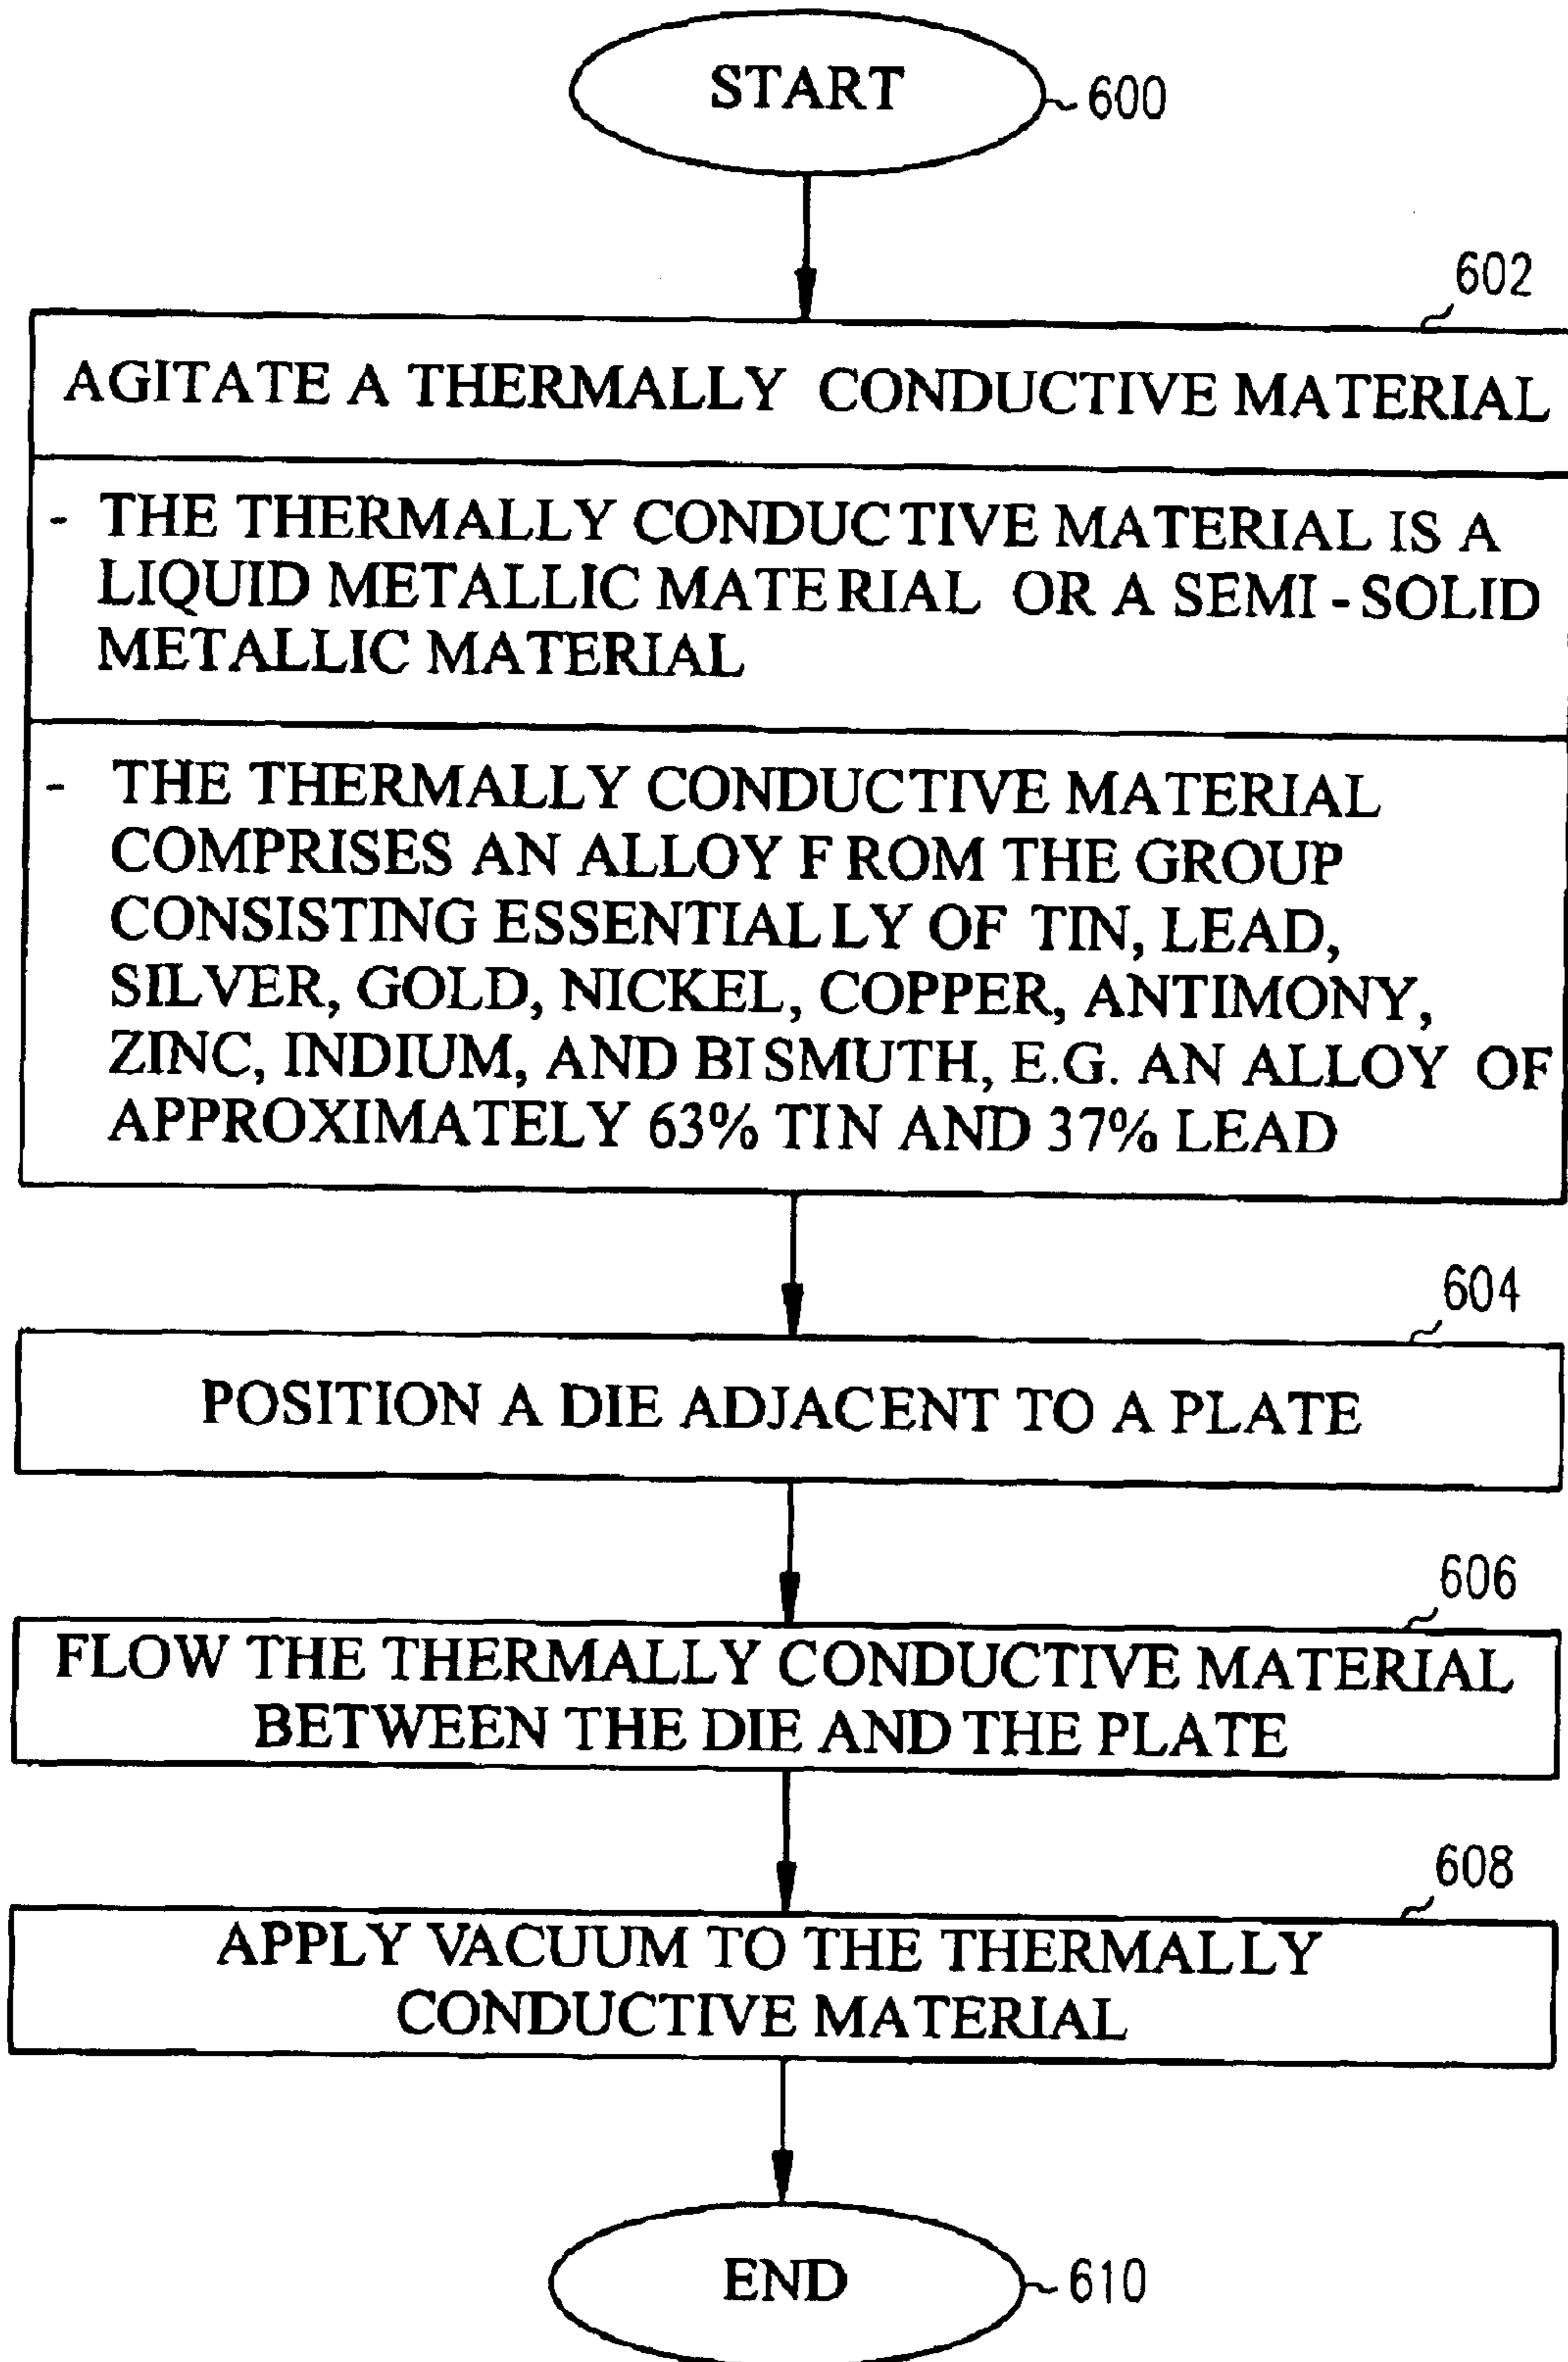 START
600
602
AGITATE A THERMALLY CONDUCTIVE MATERIAL
- THE THERMALLY CONDUCTIVE MATERIAL IS A
LIQUID METALLIC MATERIAL OR A SEMI-SOLID
METALLIC MATERIAL
- THE THERMALLY CONDUCTIVE MATERIAL
COMPRISES AN ALLOY FROM THE GROUP
CONSISTING ESSENTIALLY OF TIN, LEAD,
SILVER, GOLD, NICKEL, COPPER, ANTIMONY,
ZINC, INDIUM, AND BISMUTH, E.G. AN ALLOY OF
APPROXIMATELY 63% TIN AND 37% LEAD
604
POSITION A DIE ADJACENT TO A PLATE
606
FLOW THE THERMALLY CONDUCTIVE MATERIAL
BETWEEN THE DIE AND THE PLATE
608
APPLY VACUUM TO THE THERMALLY
CONDUCTIVE MATERIAL
END
610